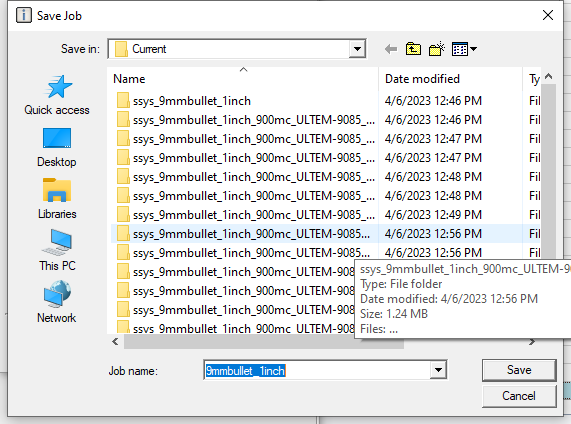 Save Job
Save in: Current
Name Date modified Ty
ssys_9mmbullet_1inch 4/6/2023 12:46 PM Fil
ssys_9mmbullet_1inch_900mc_ULTEM-9085_... 4/6/2023 12:46 PM Fil
ssys_9mmbullet_1inch_900mc_ULTEM-9085_... 4/6/2023 12:47 PM Fil
ssys_9mmbullet_1inch_900mc_ULTEM-9085_... 4/6/2023 12:47 PM Fil
ssys_9mmbullet_1inch_900mc_ULTEM-9085_... 4/6/2023 12:48 PM Fil
ssys_9mmbullet_1inch_900mc_ULTEM-9085_... 4/6/2023 12:48 PM Fil
ssys_9mmbullet_1inch_900mc_ULTEM-9085_... 4/6/2023 12:49 PM Fil
ssys_9mmbullet_1inch_900mc_ULTEM-9085... 4/6/2023 12:56 PM Fil
ssys_9mmbullet_1inch_900mc_ULTEM-9085... 4/6/2023 12:56 PM Fil
ssys_9mmbullet_1inch_900mc_ULTEM-908
ssys_9mmbullet_1inch_900mc_ULTEM-908
ssys_9mmbullet_1inch_900mc_ULTEM-908
ssys_9mmbullet_1inch_900mc_ULTEM-908
Quick access
Desktop
Libraries
This PC
Network
ssys_9mmbullet_1inch_900mc_ULTEM-9
Type: File folder
Date modified: 4/6/2023 12:56 PM
Size: 1.24 MB
Files: ...
Job name: 9mmbullet_1inch
Save
Cancel